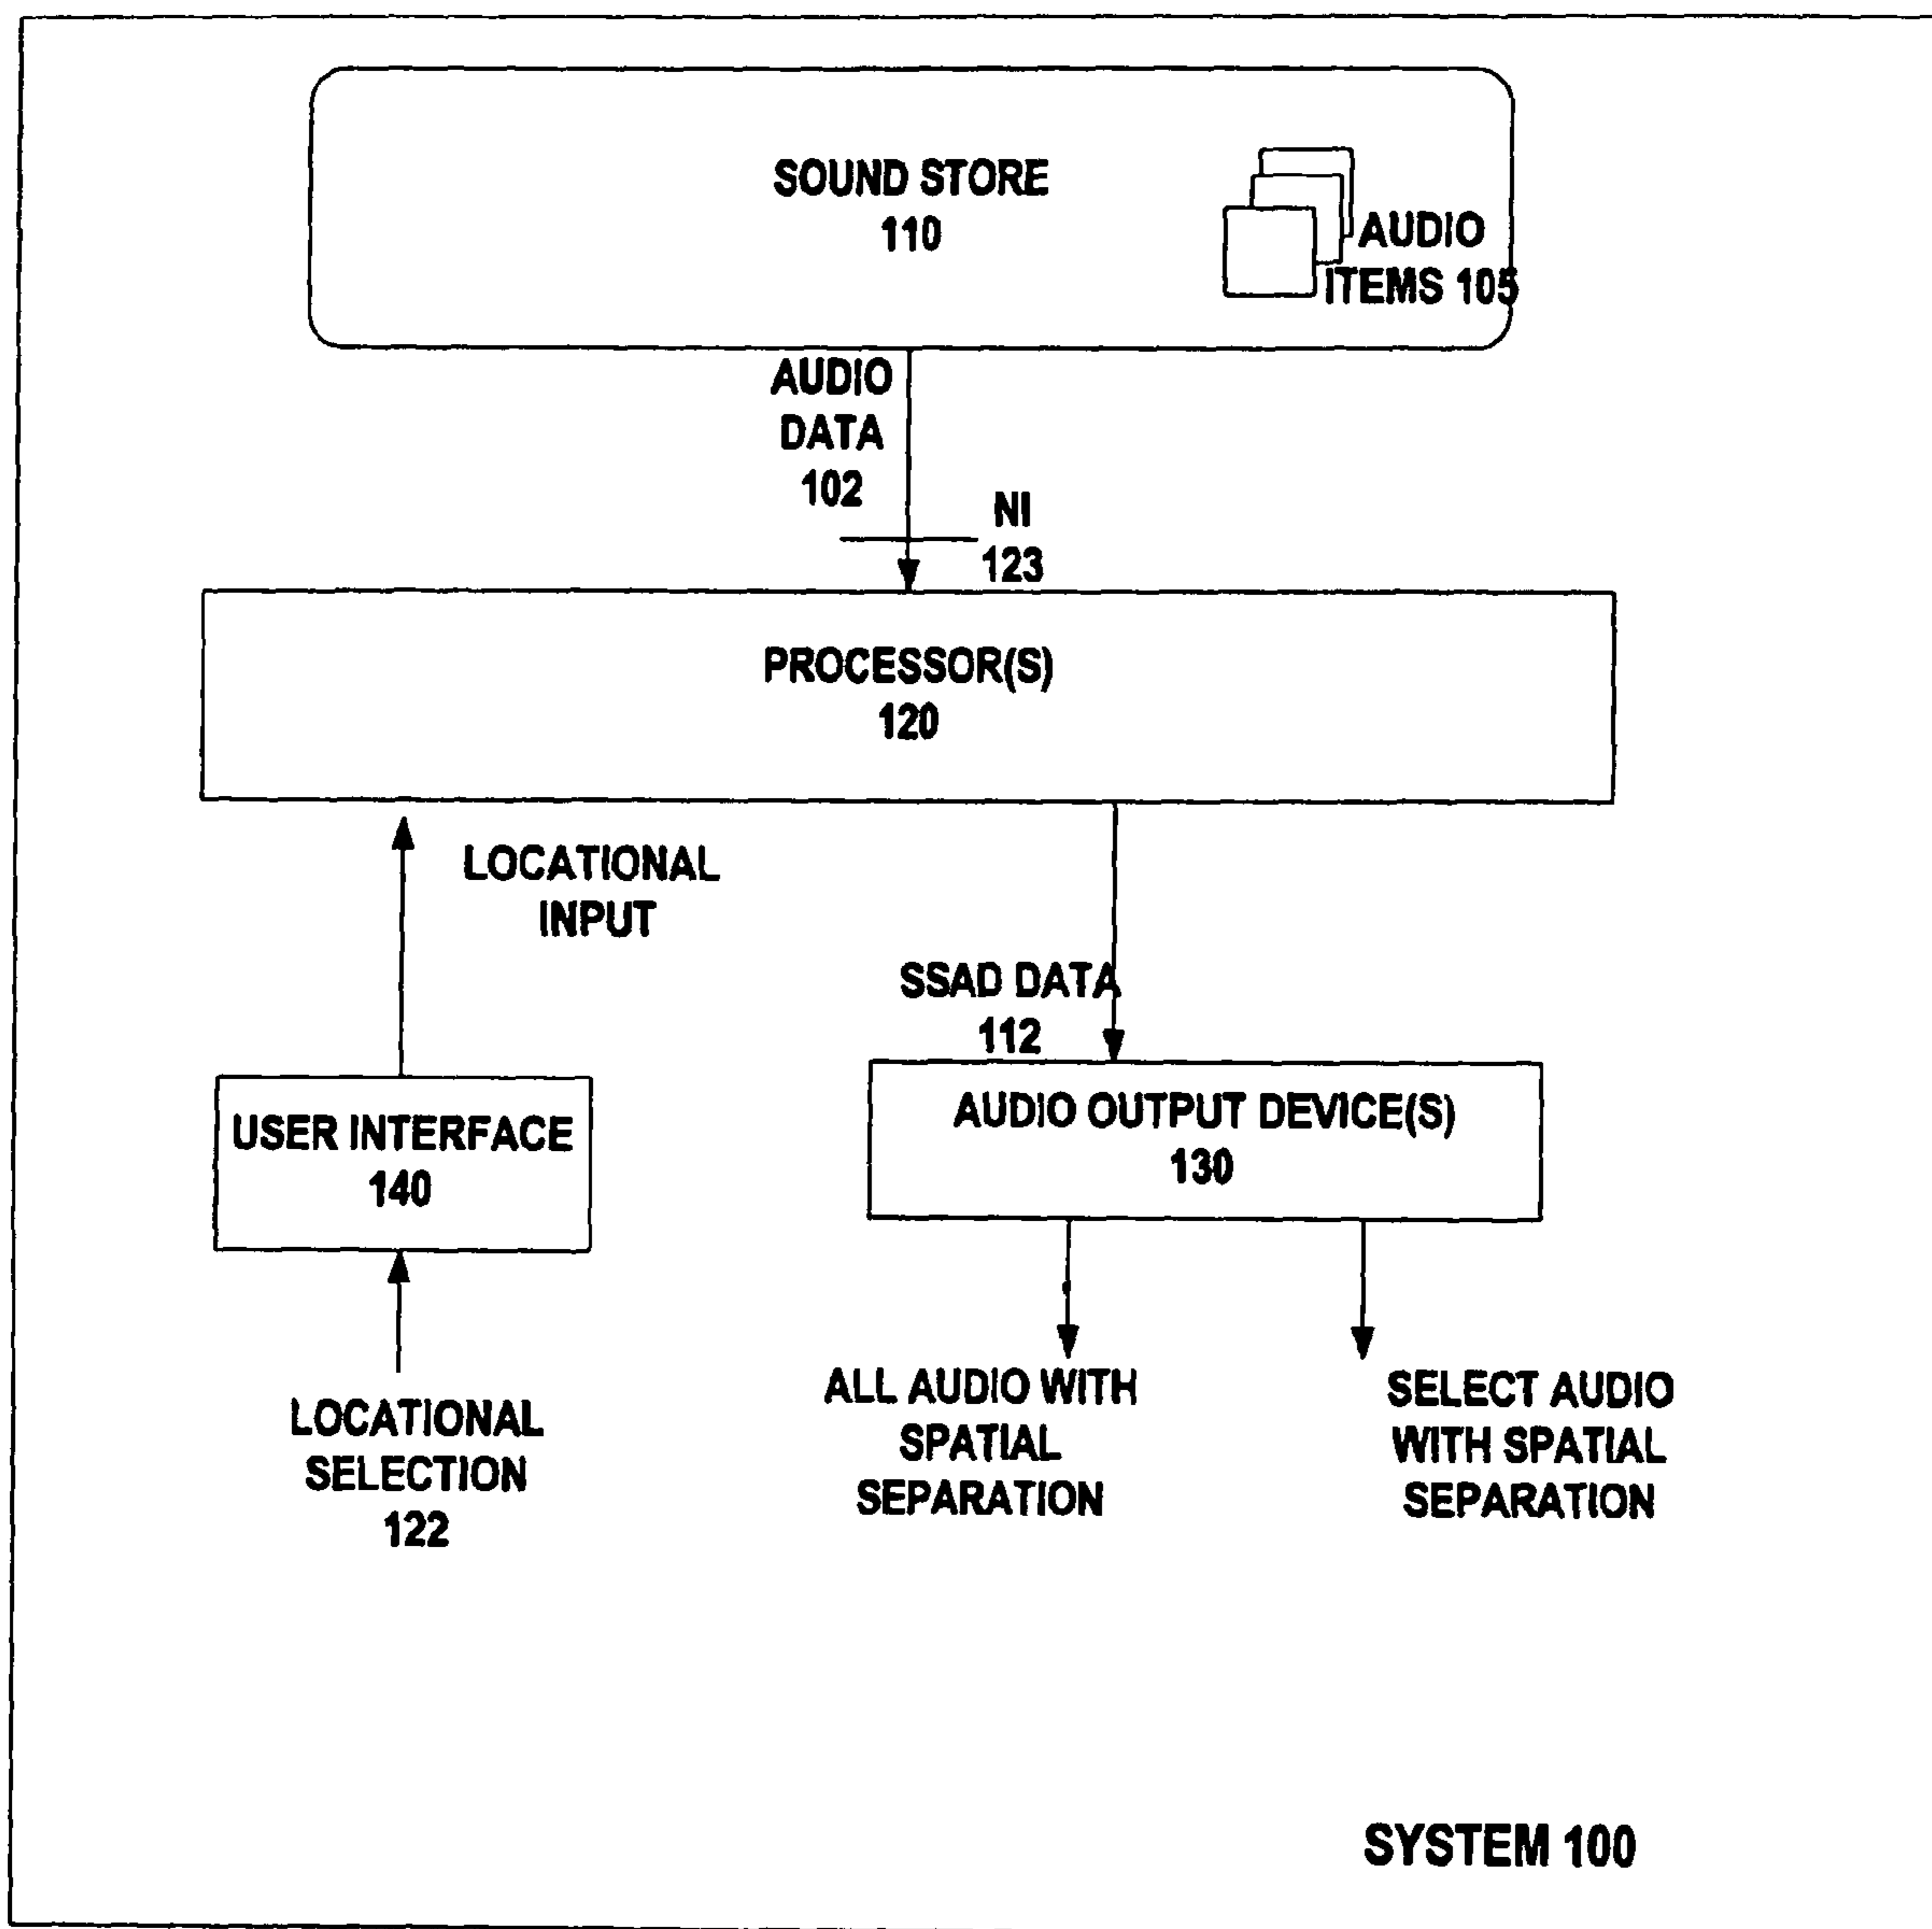 SOUND STORE
110
AUDIO
ITEMS 105
AUDIO
DATA
102
NI
123
PROCESSOR(S)
120
LOCATIONAL
INPUT
SSAD DATA
112
USER INTERFACE
140
AUDIO OUTPUT DEVICE(S)
130
LOCATIONAL
SELECTION
122
ALL AUDIO WITH
SPATIAL
SEPARATION
SELECT AUDIO
WITH SPATIAL
SEPARATION
SYSTEM 100